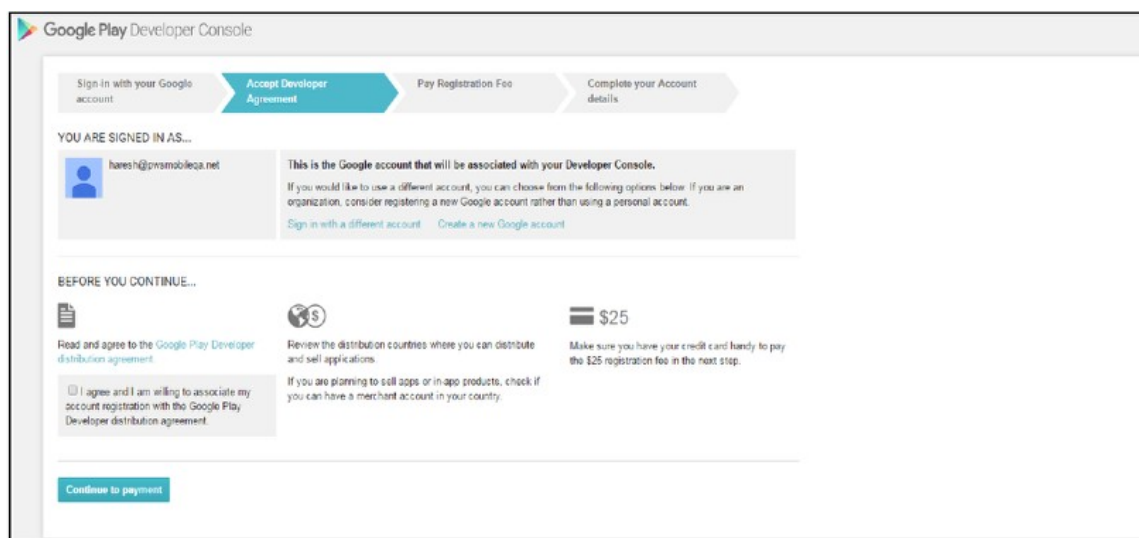 Google Play Developer Console
Sign-in with your Google
account
Accept Developer
Agreement
Pay Registration Fee
Complete your Account
details
YOU ARE SIGNED IN AS...
haresh@pwsmobileqa.net
This is the Google account that will be associated with your Developer Console.
If you would like to use a different account, you can choose from the following options below. If you are an
organization, consider registering a new Google account rather than using a personal account.
Sign in with a different account
Create a new Google account
BEFORE YOU CONTINUE...
Read and agree to the Google Play Developer
distribution agreement.
I agree and I am willing to associate my
account registration with the Google Play
Developer distribution agreement.
$
Review the distribution countries where you can distribute
and sell applications.
If you are planning to sell apps or in-app products, check if
you can have a merchant account in your country.
$25
Make sure you have your credit card handy to pay
the $25 registration fee in the next step.
Continue to payment